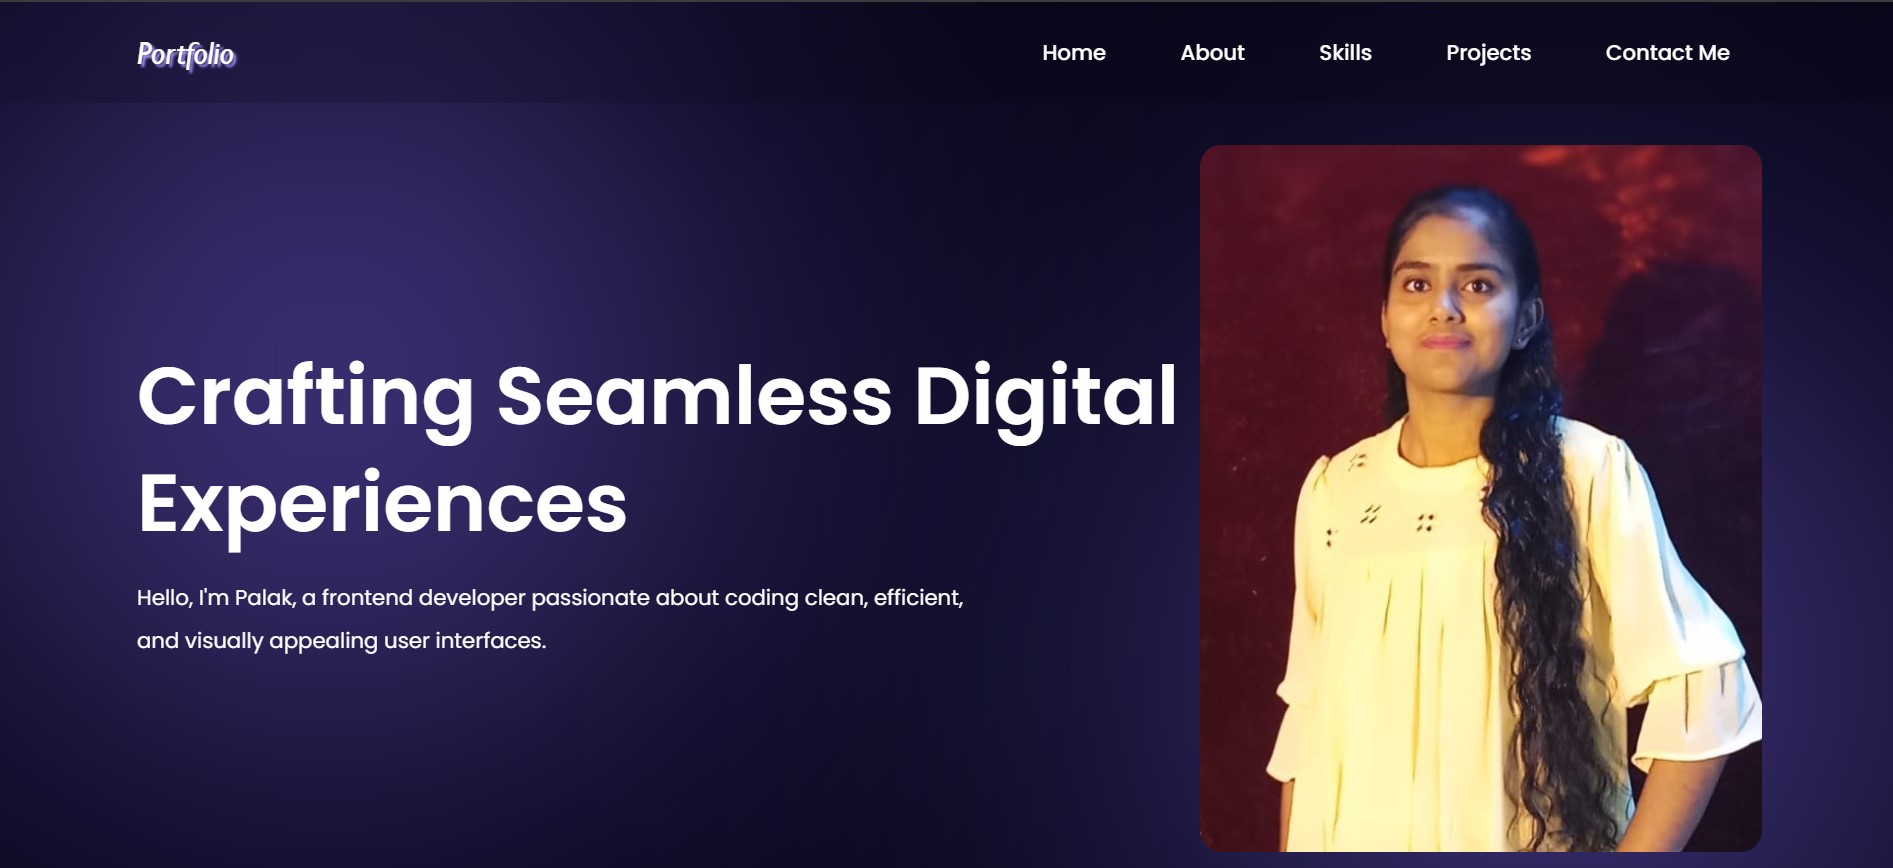 Portfolio
Home About Skills Projects Contact Me
Crafting Seamless Digital
Experiences
Hello, I'm Palak, a frontend developer passionate about coding clean, efficient,
and visually appealing user interfaces.